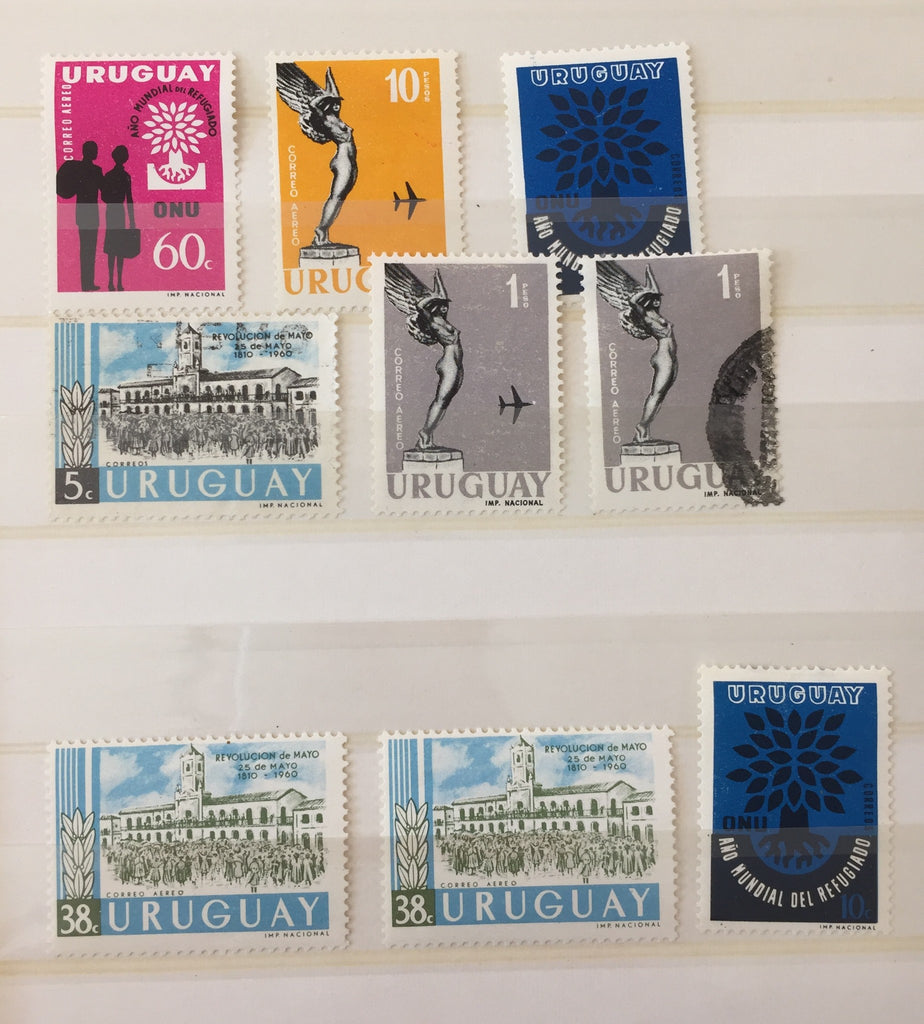 URUGUAY
CORREO AEREO
AÑO MUNDIAL DEL REFUGIADO
ONU
60c
IMP. NACIONAL
10 PESOS
CORREO AEREO
URUG
URUGUAY
CORREOS
ONU
AÑO MUND
REFUGIADO
REVOLUCION de MAYO
25 de MAYO
1810 - 1960
CORREOS
5c URUGUAY
IMP. NACIONAL
1 PESO
CORREO AEREO
URUGUAY
IMP. NACIONAL
1 PESO
CORREO AEREO
URUGUA
IMP. NACIONAL
REVOLUCION de MAYO
25 de MAYO
1810 - 1960
CORREO AEREO
38c URUGUAY
IMP. NACIONAL
REVOLUCION de MAYO
25 de MAYO
1810 - 1960
CORREO AEREO
38c URUGUAY
IMP. NACIONAL
URUGUAY
CORREOS
ONU
AÑO MUNDIAL DEL REFUGIADO
10c
IMP. NACIONAL